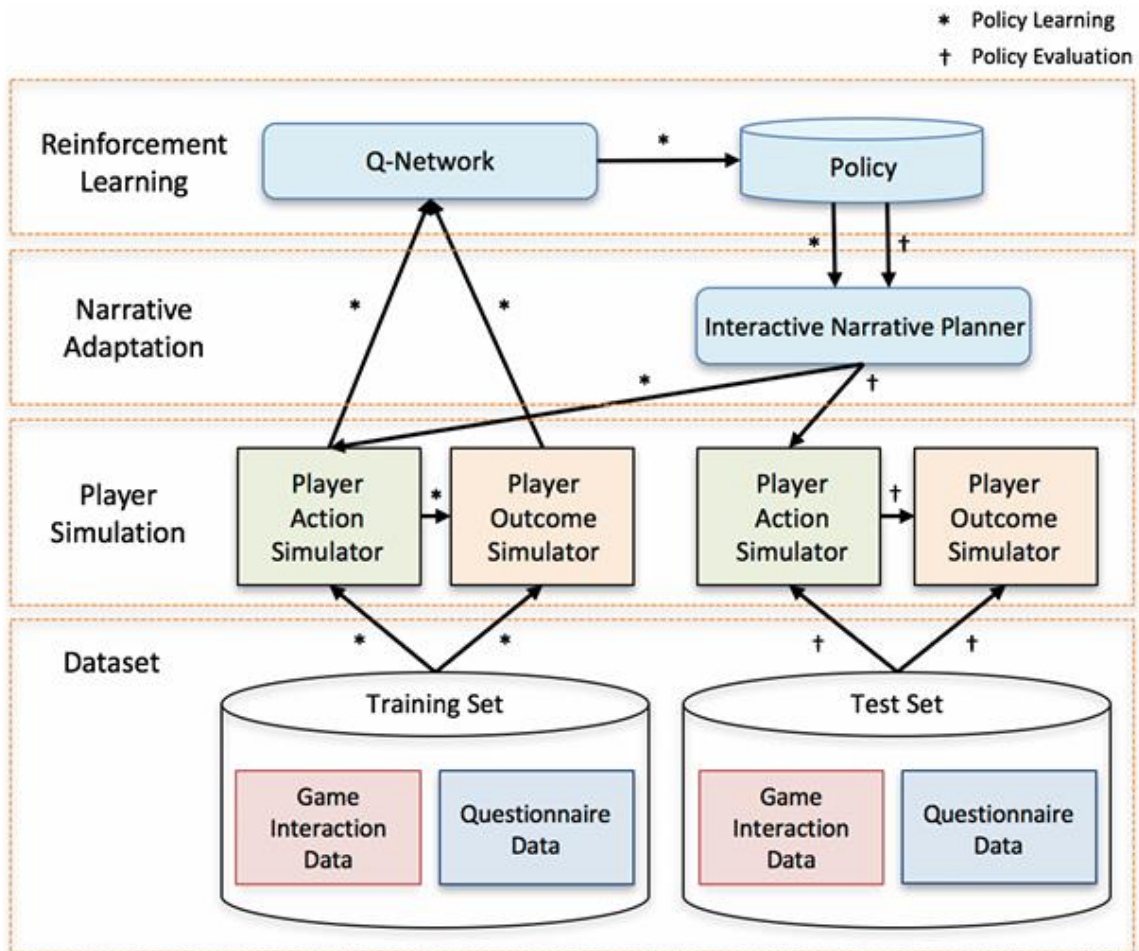 * Policy Learning
† Policy Evaluation
Reinforcement
Learning
Q-Network
*
Policy
*
†
Narrative
Adaptation
*
*
Interactive Narrative Planner
*
†
Player
Simulation
Player
Action
Simulator
*
Player
Outcome
Simulator
Player
Action
Simulator
†
Player
Outcome
Simulator
Dataset
*
*
†
†
Training Set
Game
Interaction
Data
Questionnaire
Data
Test Set
Game
Interaction
Data
Questionnaire
Data